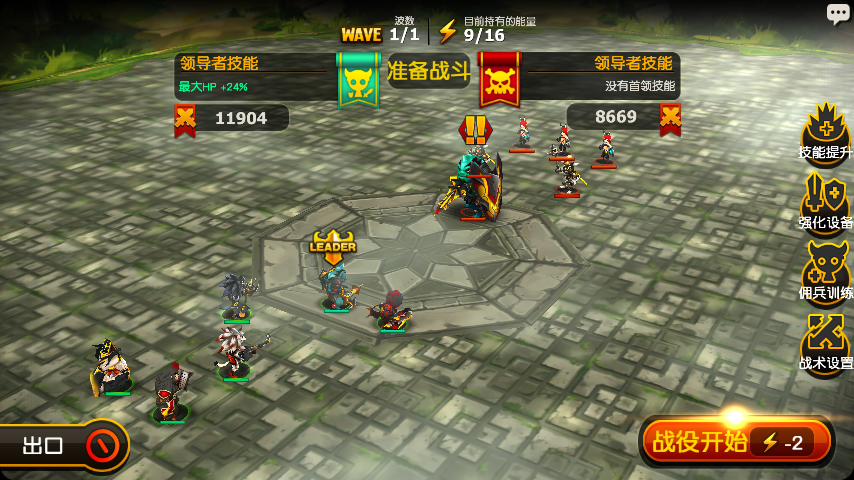 WAVE
波数
1/1
目前持有的能量
9/16
领导者技能
最大HP +24%
准备战斗
领导者技能
没有首领技能
11904
8669
!!
LEADER
技能提升
强化设备
佣兵训练
战术设置
出口
战役开始 -2